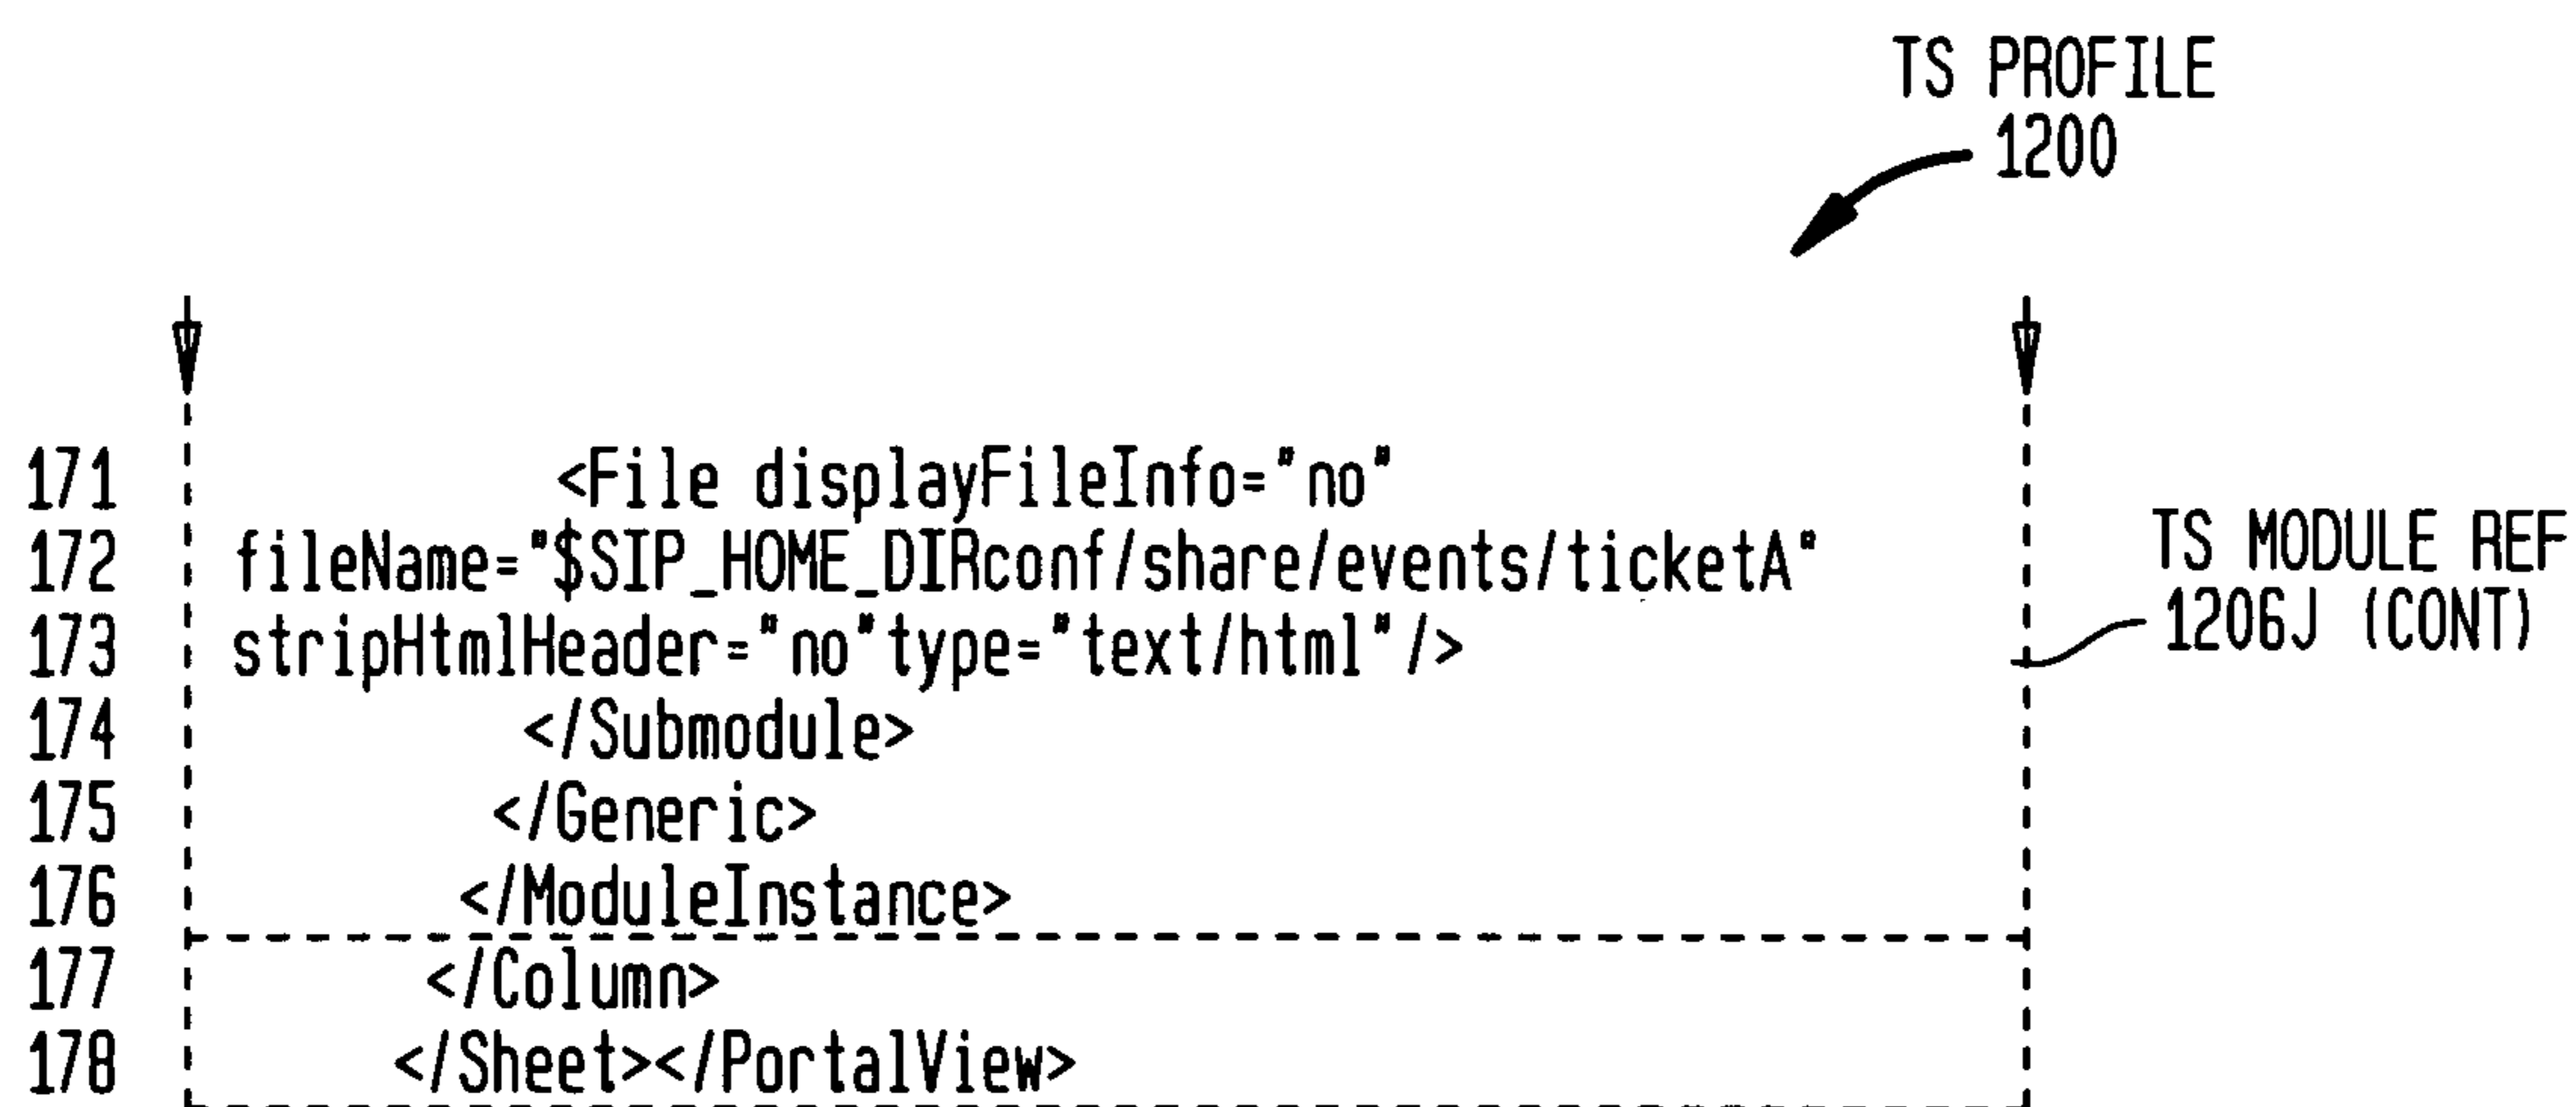 TS PROFILE
1200
171 <File displayFileInfo="no"
172 fileName="$SIP_HOME_DIRconf/share/events/ticketA"
173 stripHtmlHeader="no"type="text/html"/>
174 </Submodule>
175 </Generic>
176 </ModuleInstance>
177 </Column>
178 </Sheet></PortalView>
TS MODULE REF
1206J (CONT)